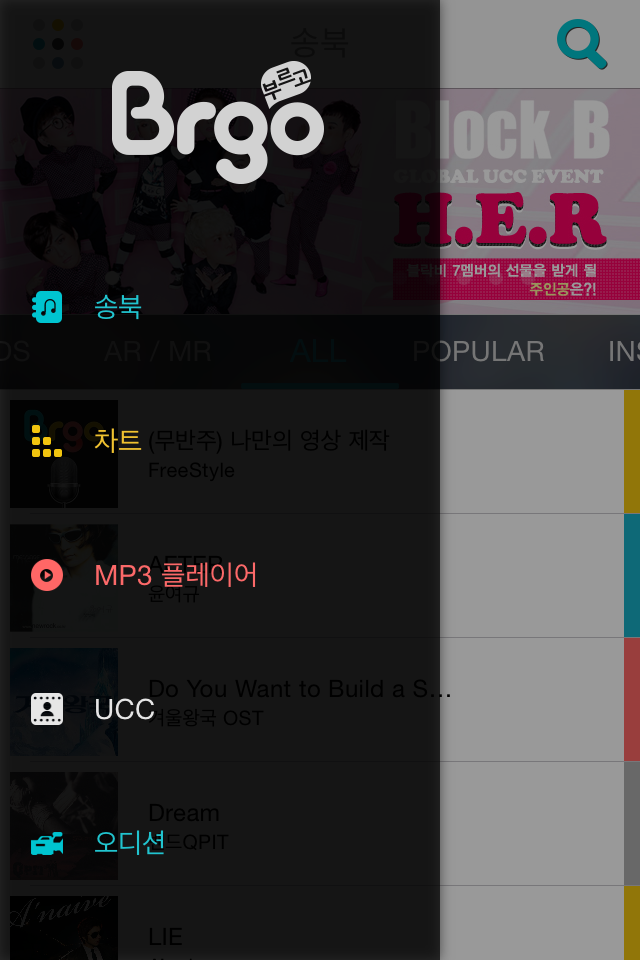 송북
부르고
Brgo
Block B
GLOBAL UCC EVENT
H.E.R
블락비 7멤버의 선물을 받게 될
주인공은?!
송북
DS AR / MR ALL POPULAR INS
Brgo
차트
(무반주) 나만의 영상 제작
FreeStyle
MP3 플레이어
AFTER
윤여규
Do You Want to Build a S...
겨울왕국 OST
UCC
Dream
QPIT
오디션
A'naive
LIE